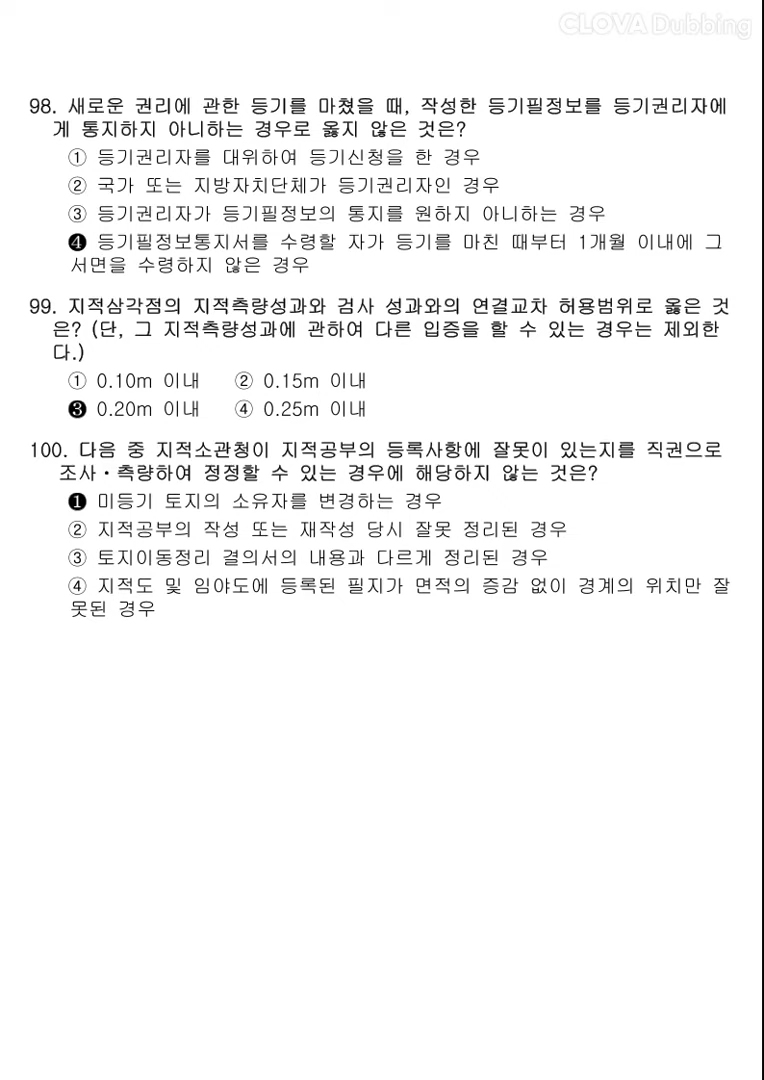 CLOVA Dubbing
98. 새로운 권리에 관한 등기를 마쳤을 때, 작성한 등기필정보를 등기권리자에
게 통지하지 아니하는 경우로 옳지 않은 것은?
① 등기권리자를 대위하여 등기신청을 한 경우
② 국가 또는 지방자치단체가 등기권리자인 경우
③ 등기권리자가 등기필정보의 통지를 원하지 아니하는 경우
❹ 등기필정보통지서를 수령할 자가 등기를 마친 때부터 1개월 이내에 그
서면을 수령하지 않은 경우
99. 지적삼각점의 지적측량성과와 검사 성과와의 연결교차 허용범위로 옳은 것
은? (단, 그 지적측량성과에 관하여 다른 입증을 할 수 있는 경우는 제외한
다.)
① 0.10m 이내 ② 0.15m 이내
❸ 0.20m 이내 ④ 0.25m 이내
100. 다음 중 지적소관청이 지적공부의 등록사항에 잘못이 있는지를 직권으로
조사·측량하여 정정할 수 있는 경우에 해당하지 않는 것은?
❶ 미등기 토지의 소유자를 변경하는 경우
② 지적공부의 작성 또는 재작성 당시 잘못 정리된 경우
③ 토지이동정리 결의서의 내용과 다르게 정리된 경우
④ 지적도 및 임야도에 등록된 필지가 면적의 증감 없이 경계의 위치만 잘
못된 경우